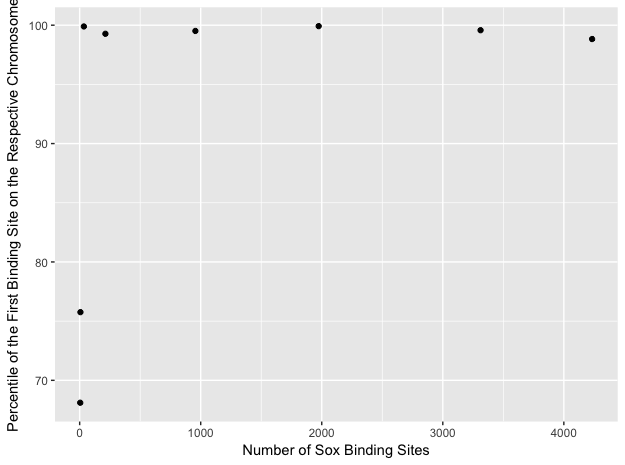 Percentile of the First Binding Site on the Respective Chromosome
100
90
80
70
0 1000 2000 3000 4000
Number of Sox Binding Sites